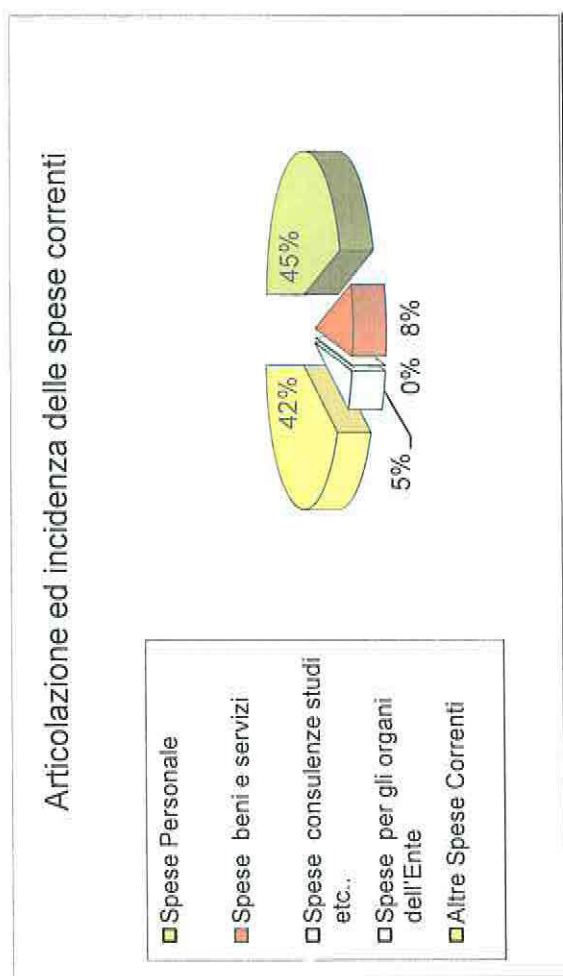 Articolazione ed incidenza delle spese correnti
Spese Personale
Spese beni e servizi
Spese consulenze studi
etc..
Spese per gli organi
dell'Ente
Altre Spese Correnti
42%
45%
5%
0%
8%